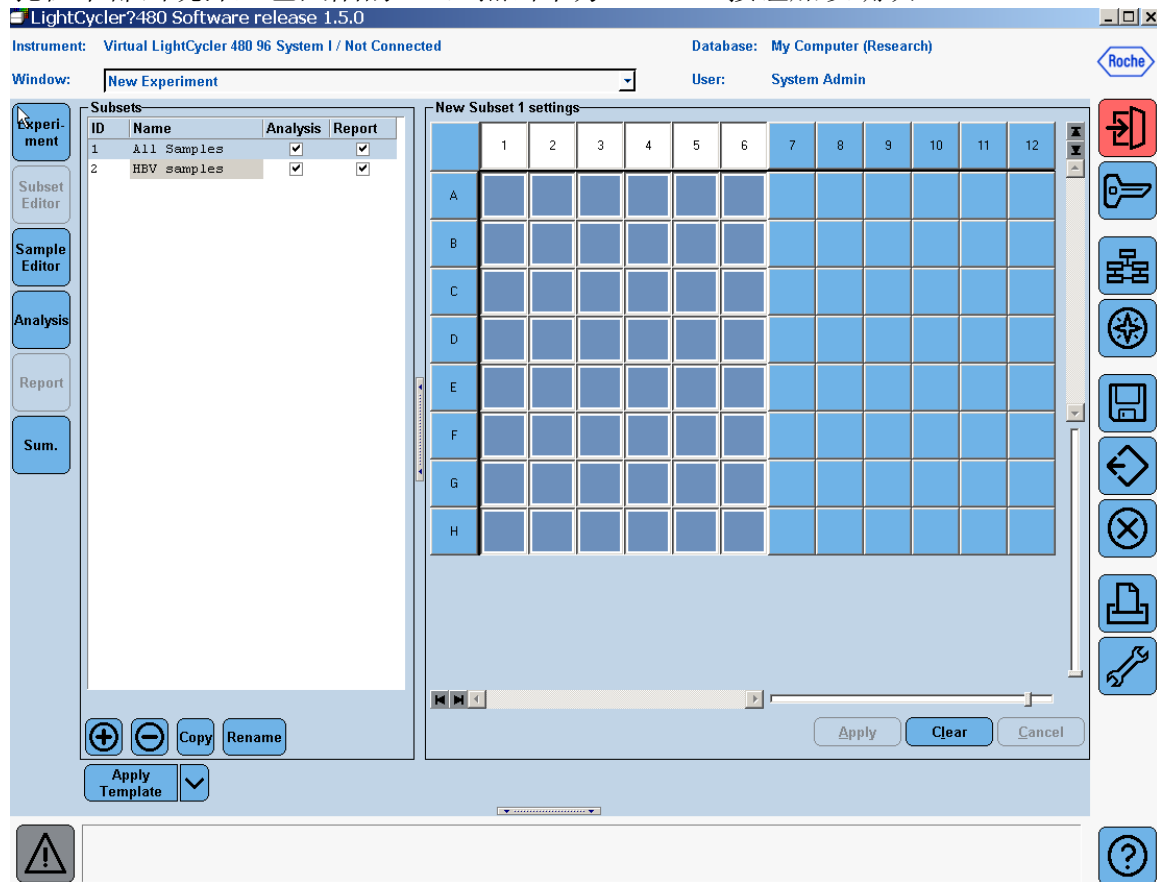 LightCycler?480 Software release 1.5.0
Instrument: Virtual LightCycler 480 96 System I / Not Connected
Database: My Computer (Research)
Window: New Experiment
User: System Admin
Roche
Experi-
ment
Subset
Editor
Sample
Editor
Analysis
Report
Sum.
Subsets
ID Name Analysis Report
1 All Samples
2 HBV samples
Copy Rename
Apply
Template
New Subset 1 settings
1 2 3 4 5 6 7 8 9 10 11 12
A
B
C
D
E
F
G
H
Apply Clear Cancel